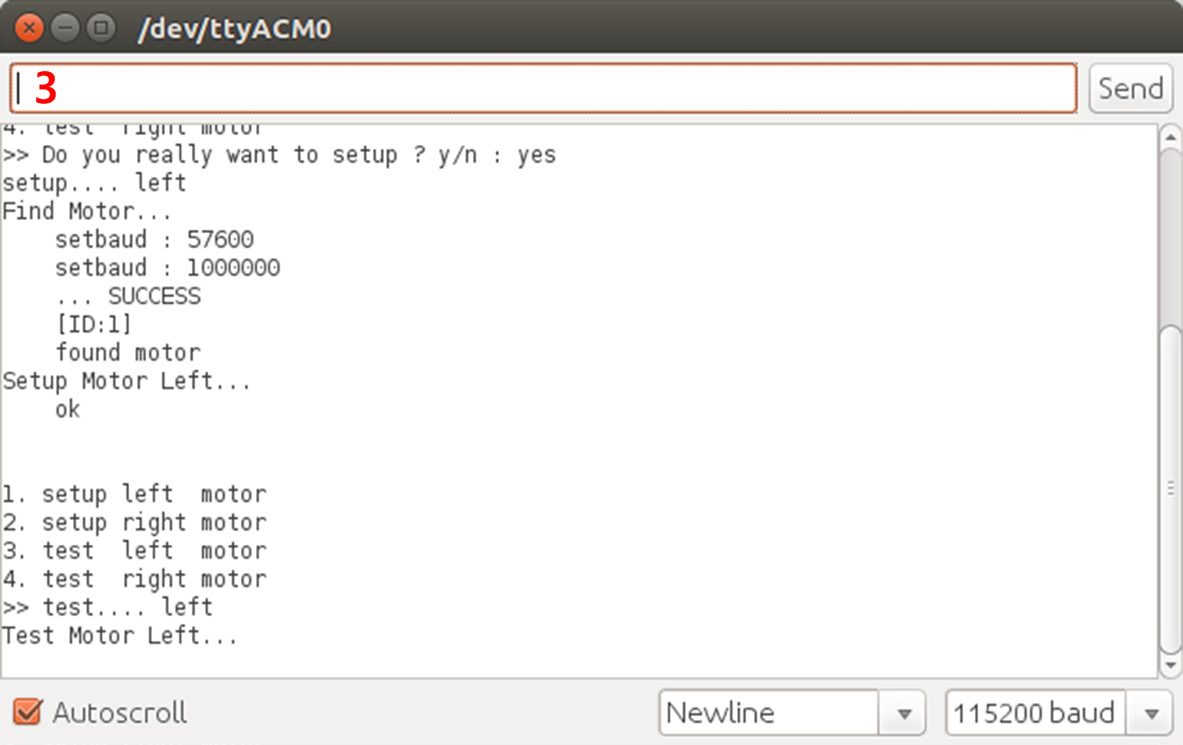 /dev/ttyACM0
3
Send
4. test  right motor
>> Do you really want to setup ? y/n : yes
setup.... left
Find Motor...
    setbaud : 57600
    setbaud : 1000000
    ... SUCCESS
    [ID:1]
    found motor
Setup Motor Left...
    ok
1. setup left  motor
2. setup right motor
3. test  left  motor
4. test  right motor
>> test.... left
Test Motor Left...
Autoscroll
Newline
115200 baud